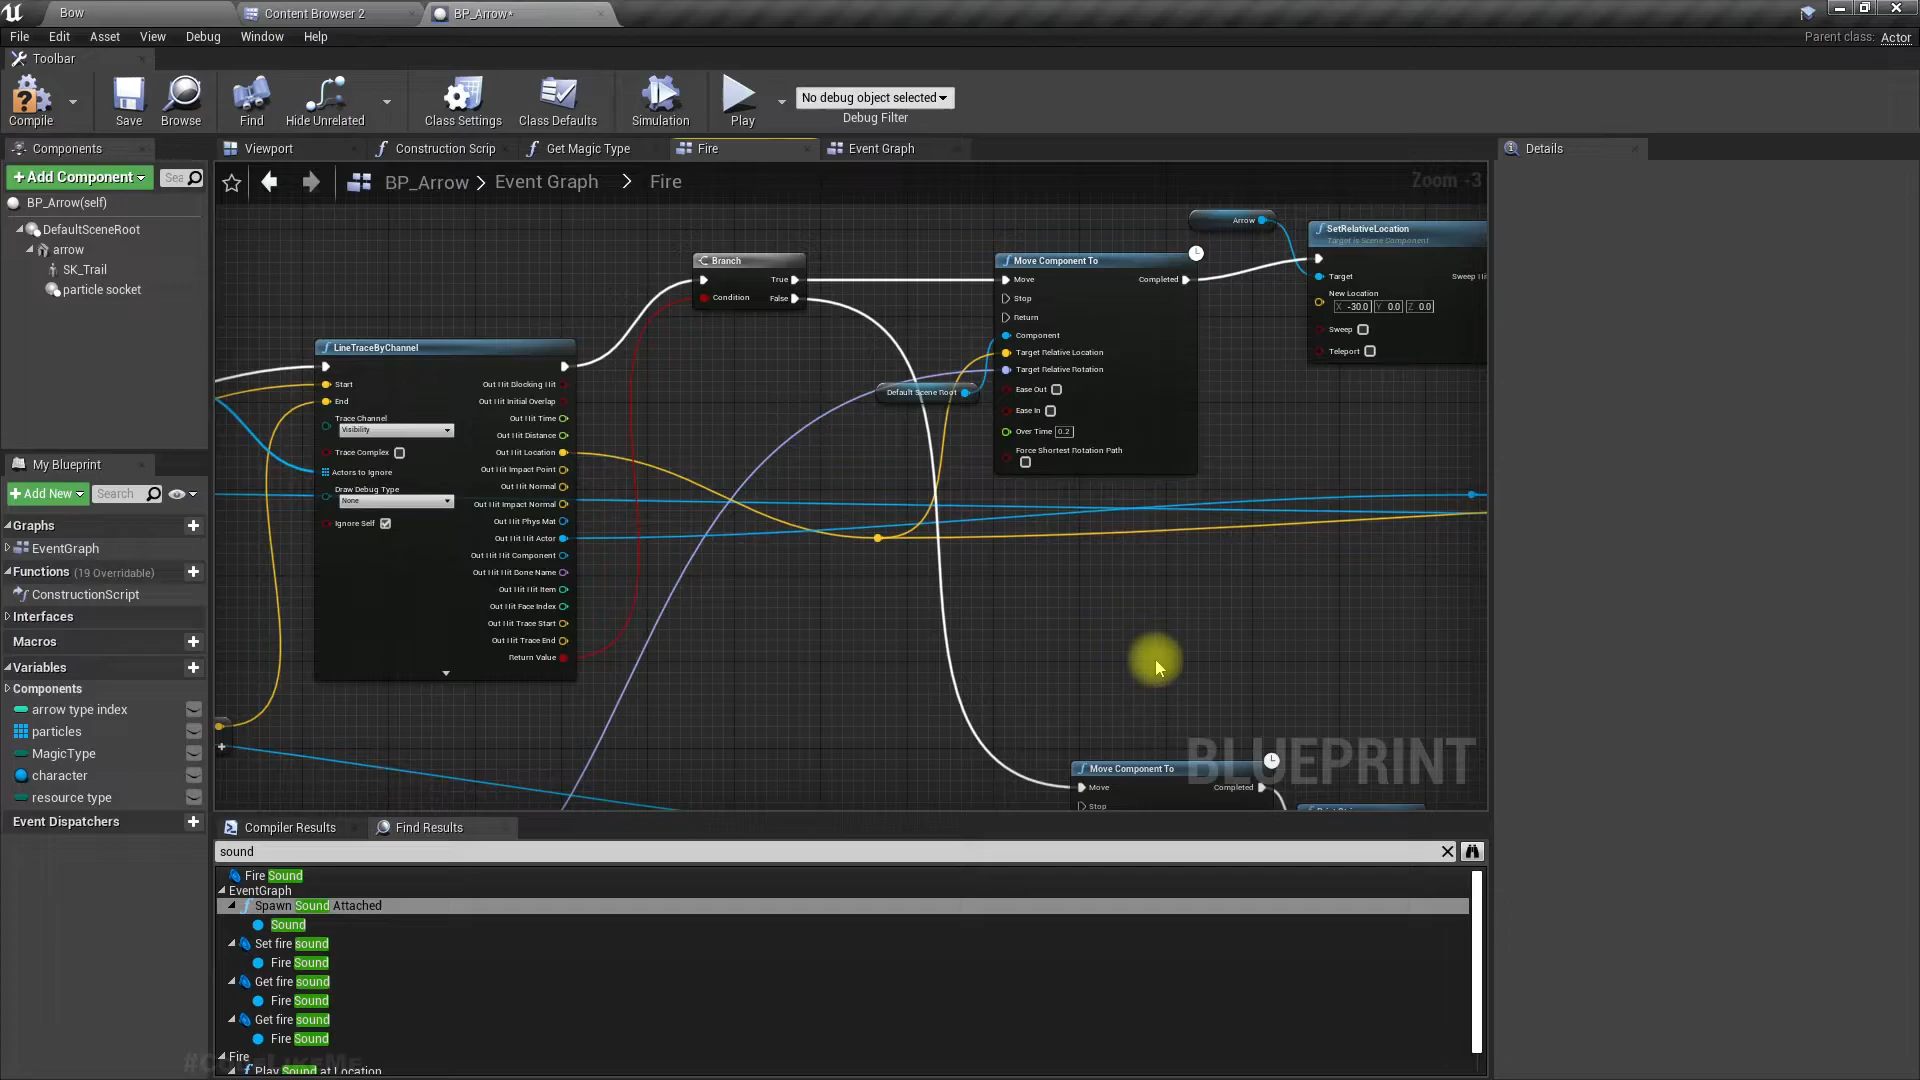 Bow
Content Browser 2
BP_Arrow*
File Edit Asset View Debug Window Help
Parent class: Actor
Toolbar
Compile
Save
Browse
Find
Hide Unrelated
Class Settings
Class Defaults
Simulation
Play
No debug object selected
Debug Filter
Components
Viewport
Construction Scrip
Get Magic Type
Fire
Event Graph
Details
+Add Component
Sea
BP_Arrow > Event Graph > Fire
Zoom -3
BP_Arrow(self)
DefaultSceneRoot
arrow
SK_Trail
particle socket
My Blueprint
+Add New
Search
Graphs
EventGraph
Functions (19 Overridable)
ConstructionScript
Interfaces
Macros
Variables
Components
arrow type index
particles
MagicType
character
resource type
Event Dispatchers
Arrow
SetRelativeLocation
Target is Scene Component
Target
Sweep Hit
New Location
X -30.0 Y 0.0 Z 0.0
Sweep
Teleport
Branch
True
Condition
False
Move Component To
Move
Completed
Stop
Return
Component
Target Relative Location
Target Relative Rotation
Ease Out
Ease In
Over Time 0.2
Force Shortest Rotation Path
Default Scene Root
LineTraceByChannel
Start
End
Trace Channel
Visibility
Trace Complex
Actors to Ignore
Draw Debug Type
None
Ignore Self
Out Hit Blocking Hit
Out Hit Initial Overlap
Out Hit Time
Out Hit Distance
Out Hit Location
Out Hit Impact Point
Out Hit Normal
Out Hit Impact Normal
Out Hit Phys Mat
Out Hit Hit Actor
Out Hit Hit Component
Out Hit Hit Bone Name
Out Hit Hit Item
Out Hit Face Index
Out Hit Trace Start
Out Hit Trace End
Return Value
BLUEPRINT
Move Component To
Move
Completed
Stop
Compiler Results
Find Results
sound
Fire Sound
EventGraph
Spawn Sound Attached
Sound
Set fire sound
Fire Sound
Get fire sound
Fire Sound
Get fire sound
Fire Sound
Fire
Play Sound at Location
#CodeLikeMe